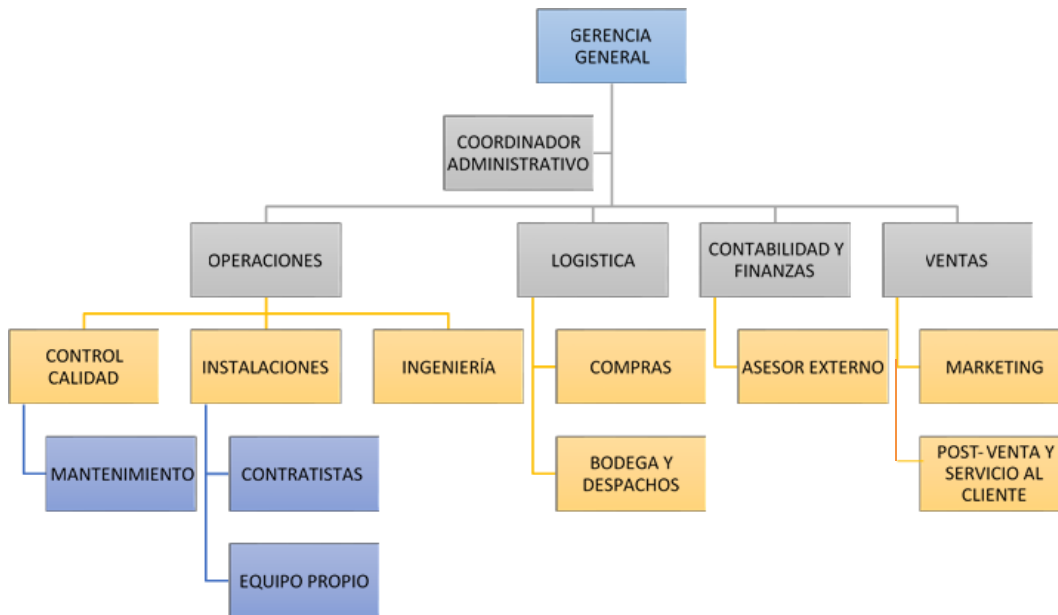 GERENCIA
GENERAL
COORDINADOR
ADMINISTRATIVO
OPERACIONES
LOGISTICA
CONTABILIDAD Y
FINANZAS
VENTAS
CONTROL
CALIDAD
INSTALACIONES
INGENIERÍA
COMPRAS
ASESOR EXTERNO
MARKETING
MANTENIMIENTO
CONTRATISTAS
BODEGA Y
DESPACHOS
POST- VENTA Y
SERVICIO AL
CLIENTE
EQUIPO PROPIO